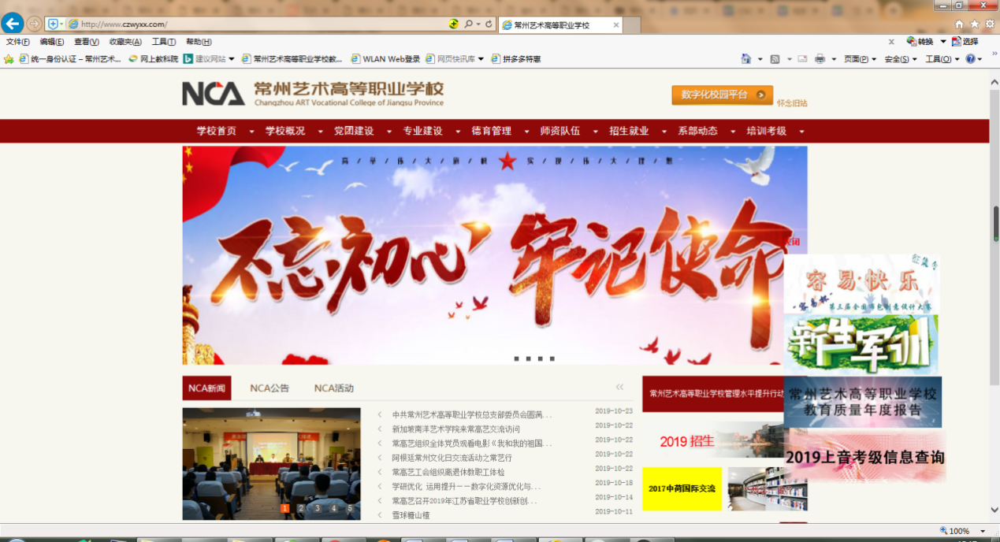 http://www.czwyxx.com/
常州艺术高等职业学校
文件(F) 编辑(E) 查看(V) 收藏夹(A) 工具(T) 帮助(H)
x 转换 选择
统一身份认证 – 常州艺术... 网上教科院 建议网站 常州艺术高等职业学校教... WLAN Web登录 网页快讯库 拼多多特惠
页面(P) 安全(S) 工具(O)
NCA 常州艺术高等职业学校
Changzhou ART Vocational College of Jiangsu Province
数字化校园平台
怀念旧站
学校首页 学校概况 党团建设 专业建设 德育管理 师资队伍 招生就业 系部动态 培训考级
高 / 举 / 伟 / 大 / 旗 / 帜 实 / 现 / 伟 / 大 / 理 / 想
不忘初心 牢记使命
征集令
容易·快乐
"容易杯"
第三届全国布包创意设计大赛
新生军训
常州艺术高等职业学校
教育质量年度报告
2019上音考级信息查询
NCA新闻 NCA公告 NCA活动
中共常州艺术高等职业学校总支部委员会圆满... 2019-10-23
新加坡南洋艺术学院来常高艺交流访问 2019-10-22
常高艺组织全体党员观看电影《我和我的祖国... 2019-10-22
阿根廷常州文化日交流活动之常艺行 2019-10-22
常高艺工会组织离退休教职工体检 2019-10-22
学研优化 运用提升－－数字化资源优化与... 2019-10-18
常高艺召开2019年江苏省职业学校创新创... 2019-10-14
雪球糖山楂 2019-10-11
1 2 3 4 5
常州艺术高等职业学校管理水平提升行动
2019 招生
2017中荷国际交流
100%